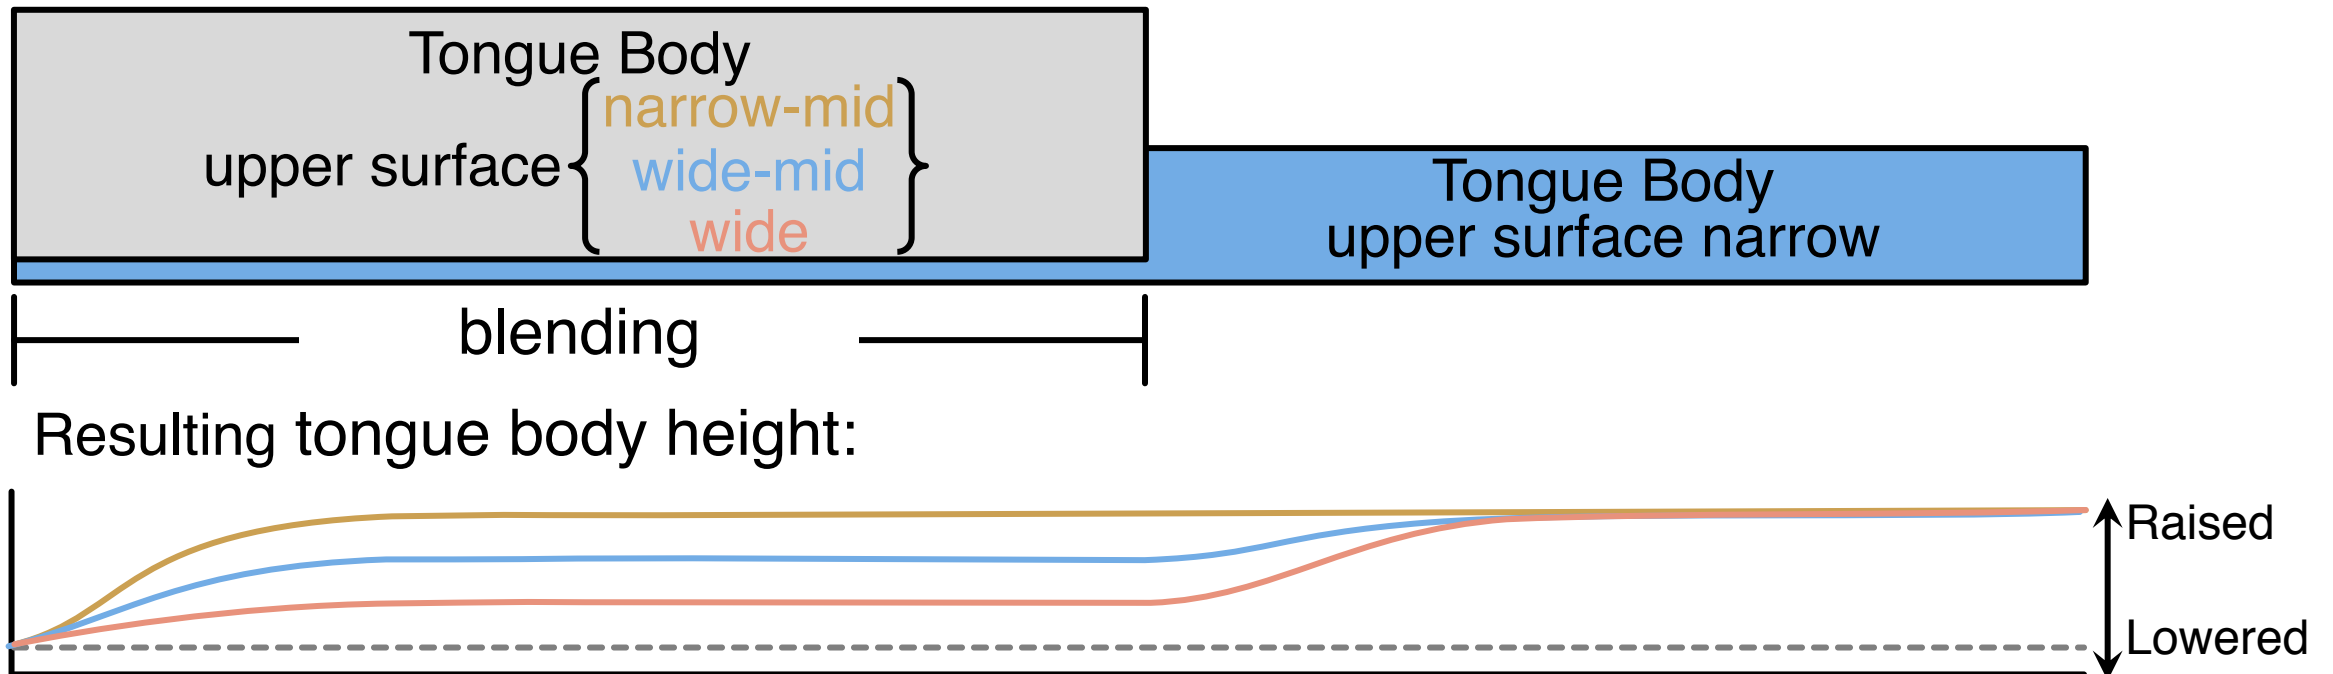 Tongue Body
narrow-mid
upper surface wide-mid
wide
Tongue Body
upper surface narrow
blending
Resulting tongue body height:
Raised
Lowered